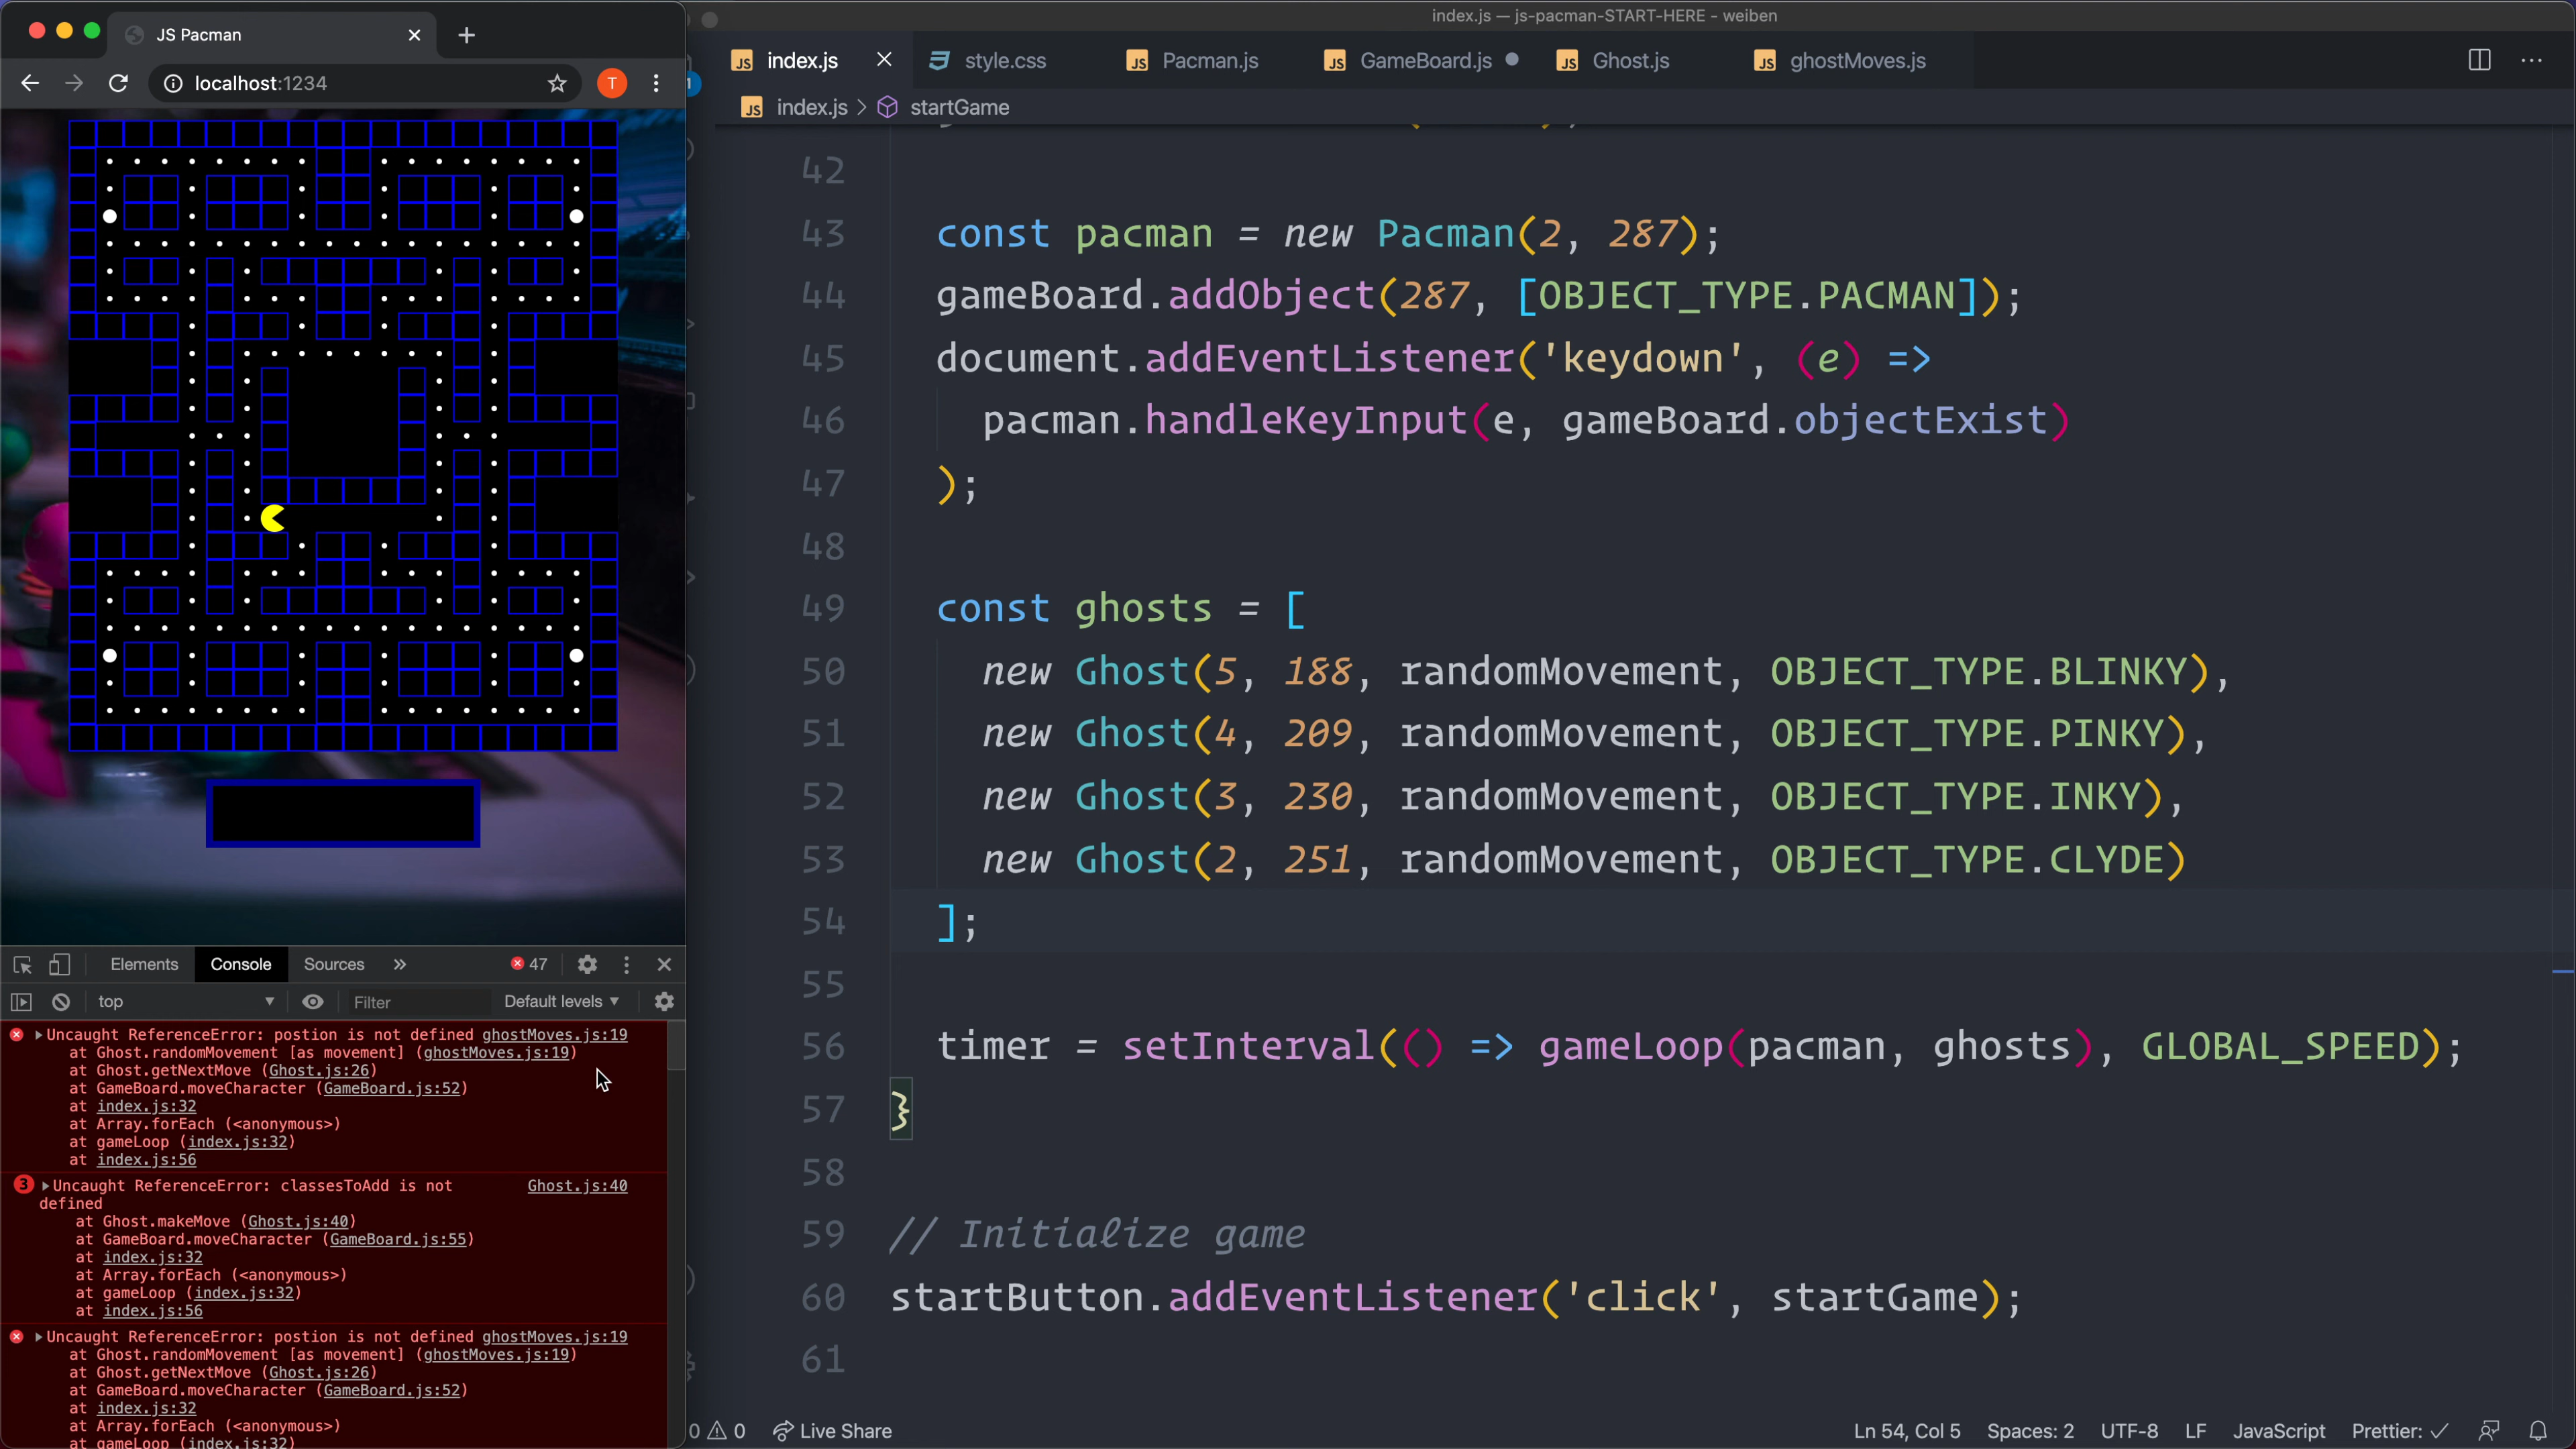 JS Pacman
localhost:1234
T
Elements
Console
Sources
47
top
Filter
Default levels
Uncaught ReferenceError: postion is not defined ghostMoves.js:19
at Ghost.randomMovement [as movement] (ghostMoves.js:19)
at Ghost.getNextMove (Ghost.js:26)
at GameBoard.moveCharacter (GameBoard.js:52)
at index.js:32
at Array.forEach (<anonymous>)
at gameLoop (index.js:32)
at index.js:56
3 Uncaught ReferenceError: classesToAdd is not Ghost.js:40
defined
at Ghost.makeMove (Ghost.js:40)
at GameBoard.moveCharacter (GameBoard.js:55)
at index.js:32
at Array.forEach (<anonymous>)
at gameLoop (index.js:32)
at index.js:56
Uncaught ReferenceError: postion is not defined ghostMoves.js:19
at Ghost.randomMovement [as movement] (ghostMoves.js:19)
at Ghost.getNextMove (Ghost.js:26)
at GameBoard.moveCharacter (GameBoard.js:52)
at index.js:32
at Array.forEach (<anonymous>)
at gameLoop (index.js:32)
index.js — js-pacman-START-HERE - weiben
1
JS index.js
style.css
JS Pacman.js
JS GameBoard.js
JS Ghost.js
JS ghostMoves.js
JS index.js > startGame
42
43 const pacman = new Pacman(2, 287);
44 gameBoard.addObject(287, [OBJECT_TYPE.PACMAN]);
45 document.addEventListener('keydown', (e) =>
46 pacman.handleKeyInput(e, gameBoard.objectExist)
47 );
48
49 const ghosts = [
50 new Ghost(5, 188, randomMovement, OBJECT_TYPE.BLINKY),
51 new Ghost(4, 209, randomMovement, OBJECT_TYPE.PINKY),
52 new Ghost(3, 230, randomMovement, OBJECT_TYPE.INKY),
53 new Ghost(2, 251, randomMovement, OBJECT_TYPE.CLYDE)
54 ];
55
56 timer = setInterval(() => gameLoop(pacman, ghosts), GLOBAL_SPEED);
57 }
58
59 // Initialize game
60 startButton.addEventListener('click', startGame);
61
0 0 Live Share
Ln 54, Col 5 Spaces: 2 UTF-8 LF JavaScript Prettier: ✓